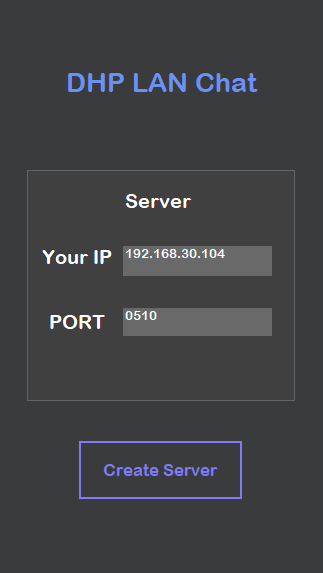 DHP LAN Chat
Server
Your IP 192.168.30.104
PORT 0510
Create Server